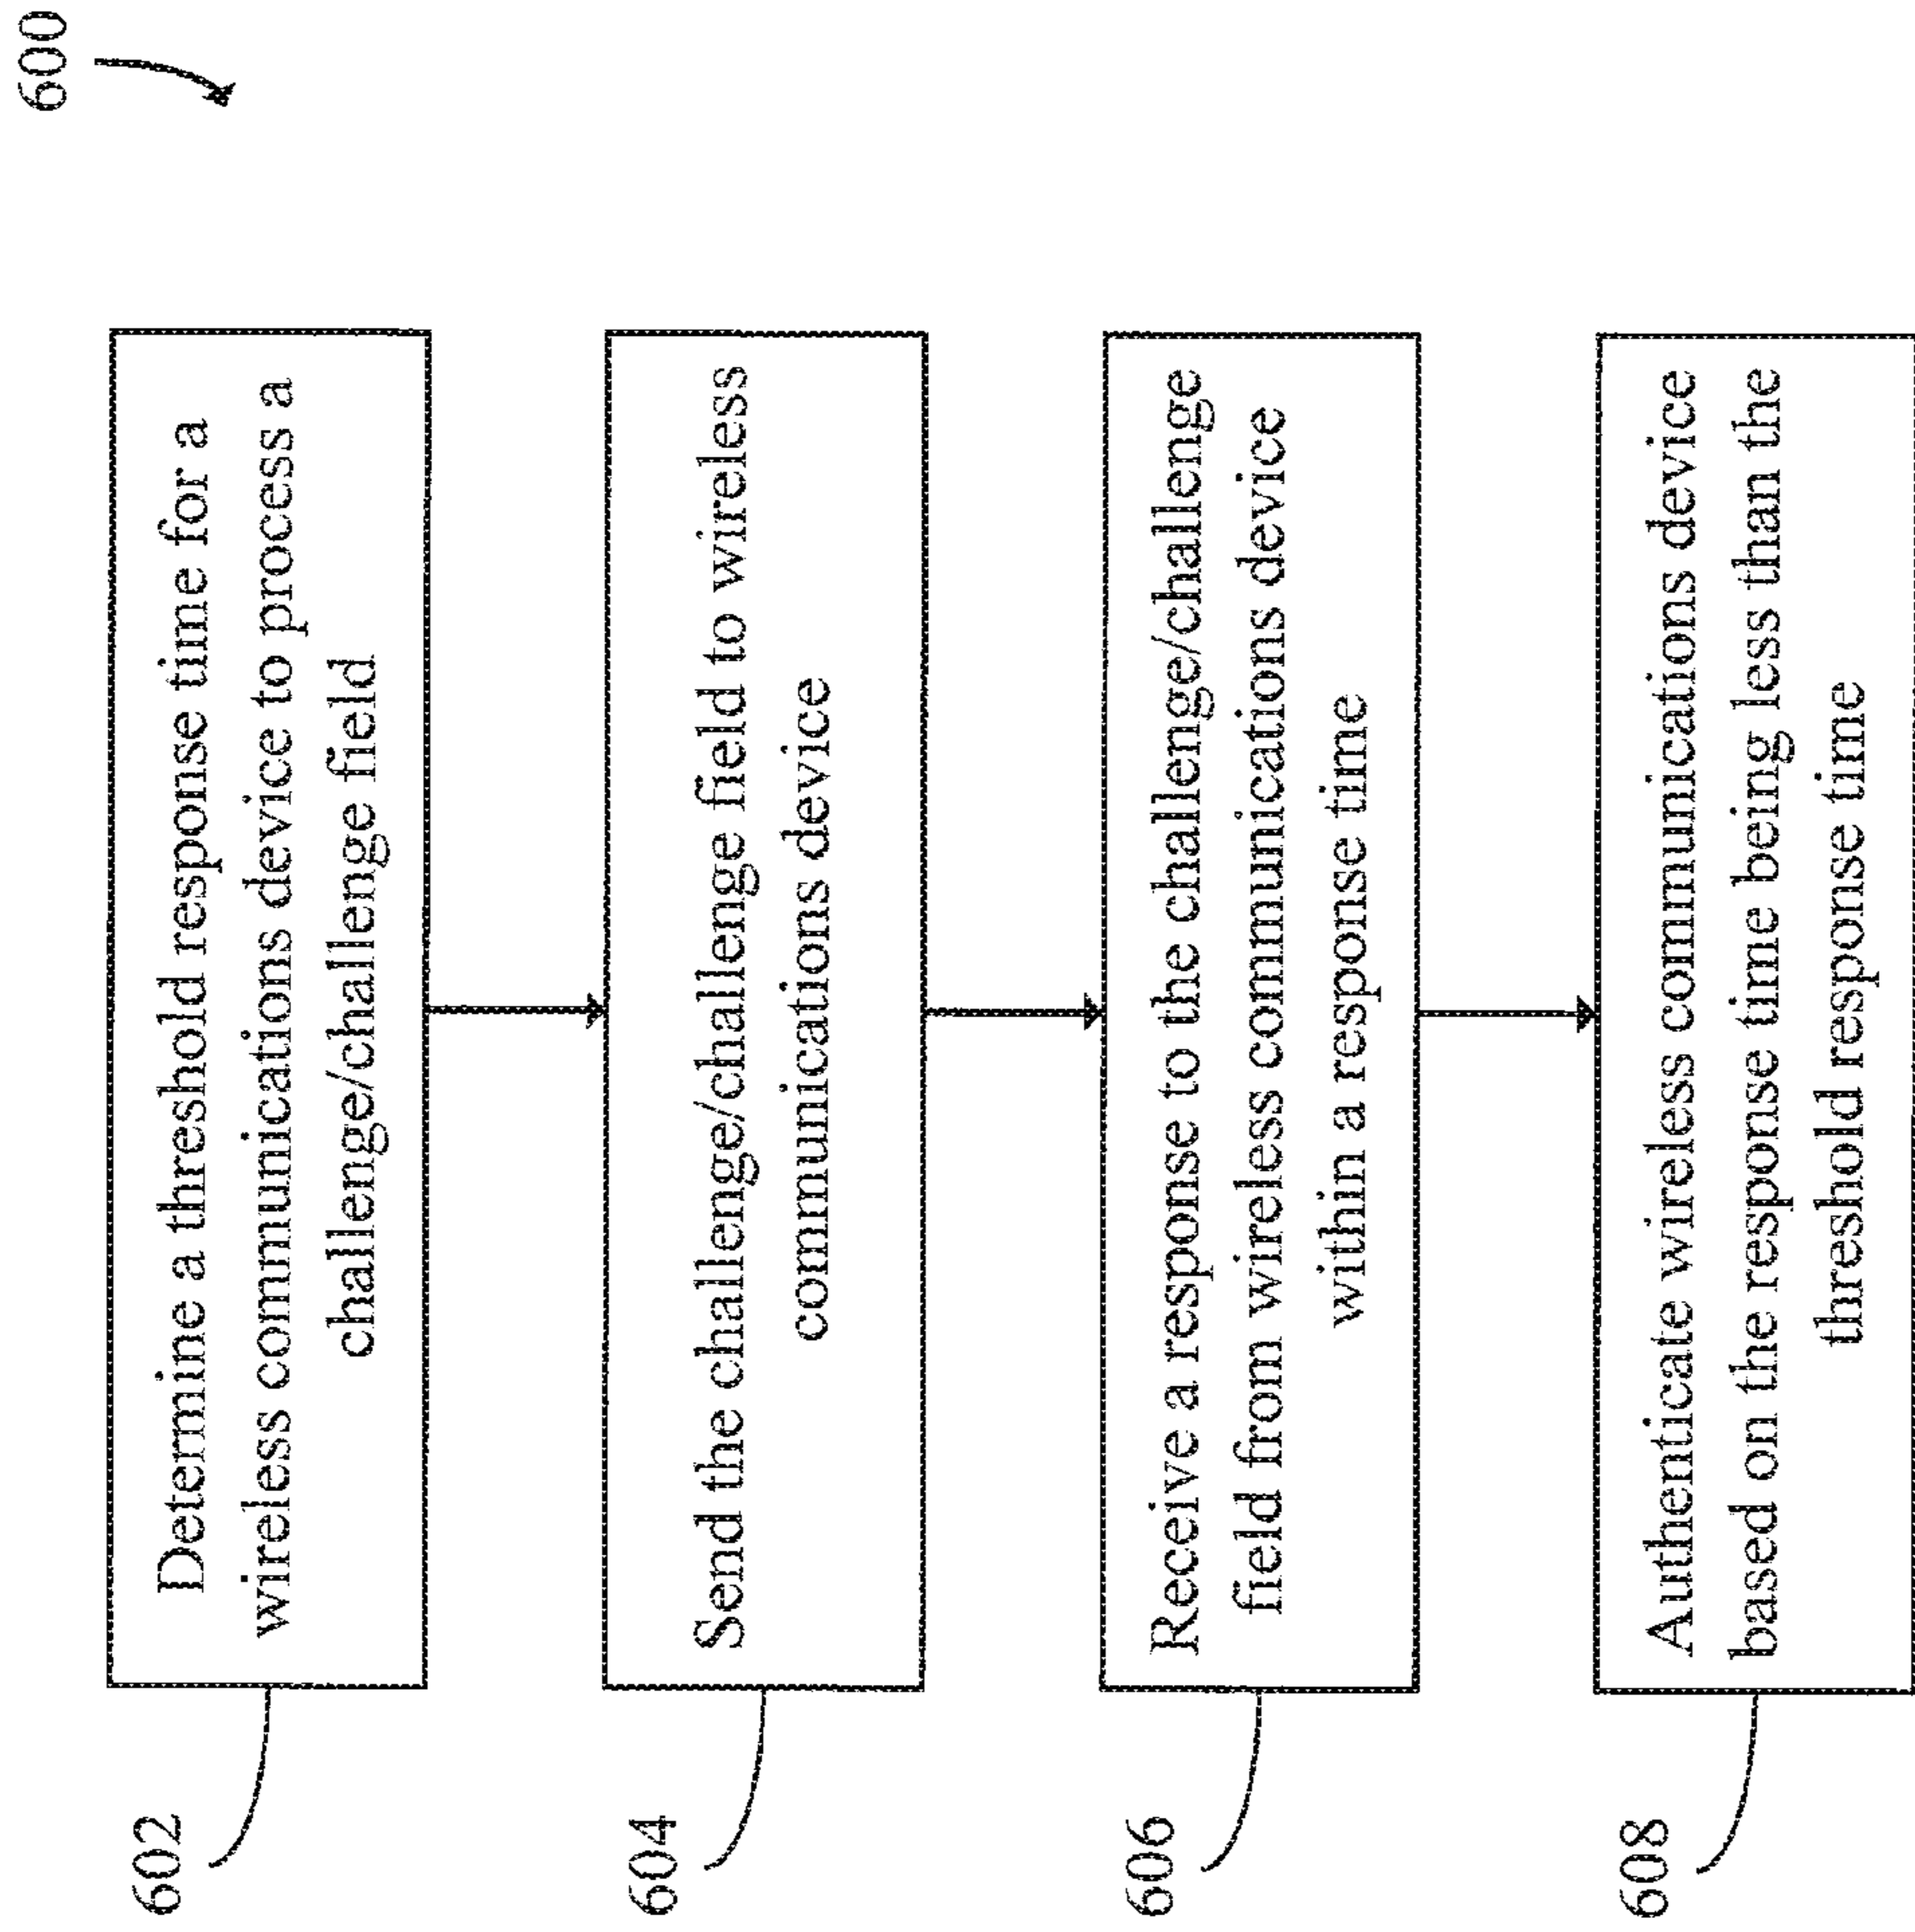 600
602
Determine a threshold response time for a
wireless communications device to process a
challenge/challenge field
604
Send the challenge/challenge field to wireless
communications device
606
Receive a response to the challenge/challenge
field from wireless communications device
within a response time
608
Authenticate wireless communications device
based on the response time being less than the
threshold response time